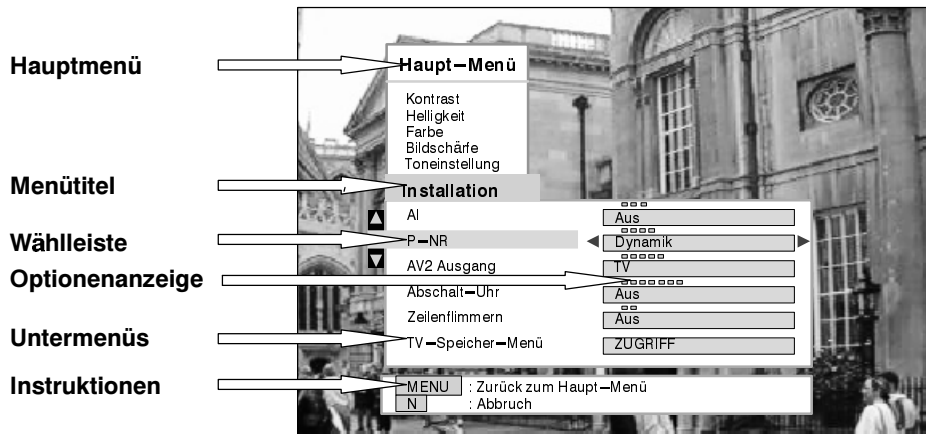 Hauptmenü
Menütitel
Wählleiste
Optionenanzeige
Untermenüs
Instruktionen
Haupt–Menü
Kontrast
Helligkeit
Farbe
Bildschärfe
Toneinstellung
Installation
AI Aus
P–NR Dynamik
AV2 Ausgang TV
Abschalt–Uhr Aus
Zeilenflimmern Aus
TV–Speicher–Menü ZUGRIFF
MENU : Zurück zum Haupt–Menü
N : Abbruch